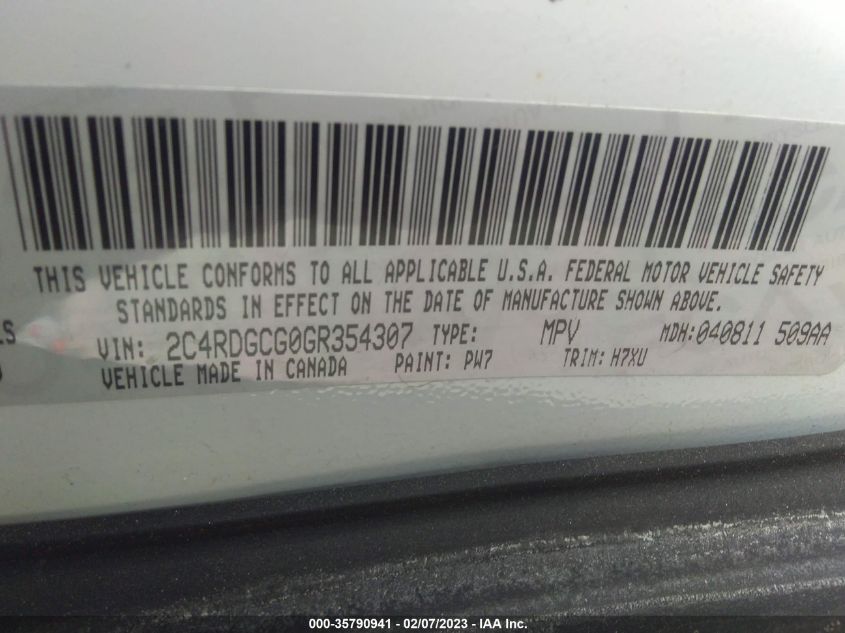 THIS VEHICLE CONFORMS TO ALL APPLICABLE U.S.A. FEDERAL MOTOR VEHICLE SAFETY
STANDARDS IN EFFECT ON THE DATE OF MANUFACTURE SHOWN ABOVE.
VIN: 2C4RDGCG0GR354307 TYPE: MPV MDH:040811 509AA
VEHICLE MADE IN CANADA PAINT: PW7 TRIM: H7XU
000-35790941 - 02/07/2023 - IAA Inc.